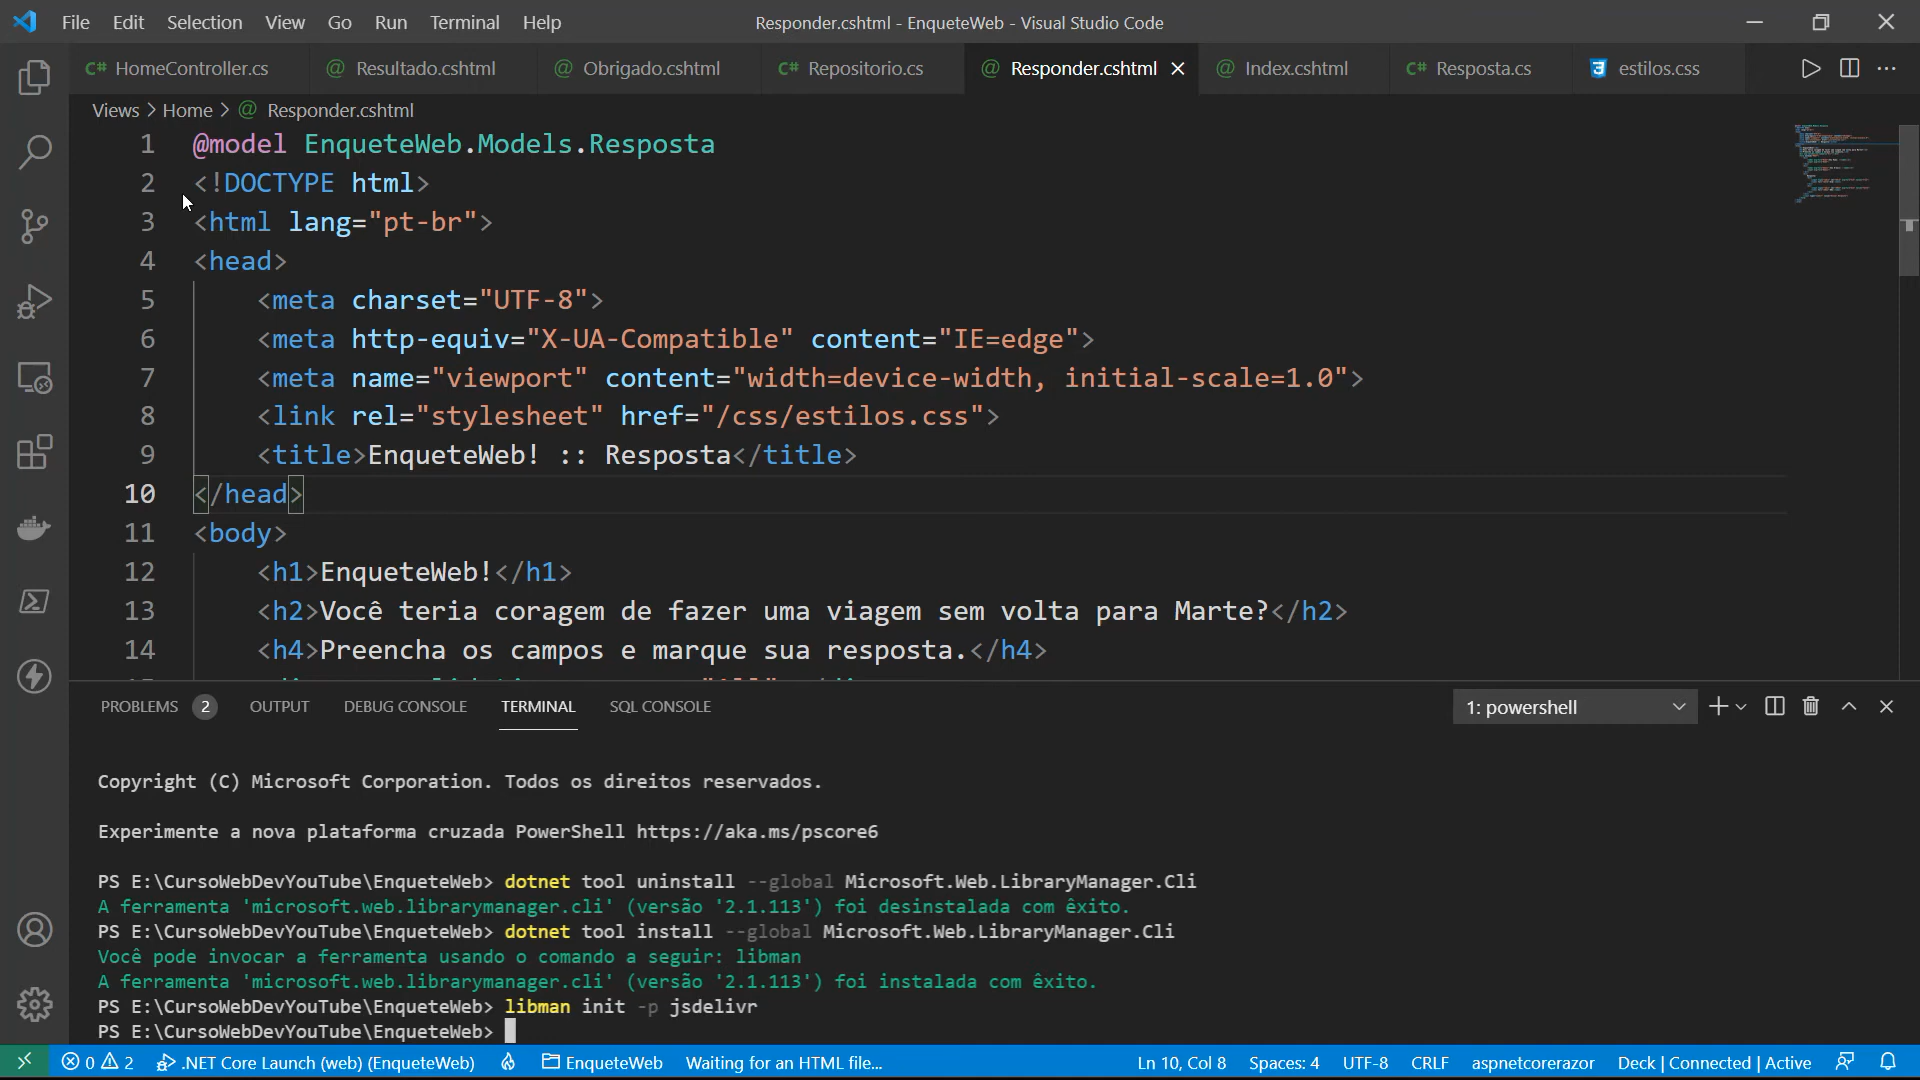 File Edit Selection View Go Run Terminal Help Responder.cshtml - EnqueteWeb - Visual Studio Code
C# HomeController.cs @ Resultado.cshtml @ Obrigado.cshtml C# Repositorio.cs @ Responder.cshtml @ Index.cshtml C# Resposta.cs estilos.css
Views > Home > @ Responder.cshtml
1 @model EnqueteWeb.Models.Resposta
2 <!DOCTYPE html>
3 <html lang="pt-br">
4 <head>
5 <meta charset="UTF-8">
6 <meta http-equiv="X-UA-Compatible" content="IE=edge">
7 <meta name="viewport" content="width=device-width, initial-scale=1.0">
8 <link rel="stylesheet" href="/css/estilos.css">
9 <title>EnqueteWeb! :: Resposta</title>
10 </head>
11 <body>
12 <h1>EnqueteWeb!</h1>
13 <h2>Você teria coragem de fazer uma viagem sem volta para Marte?</h2>
14 <h4>Preencha os campos e marque sua resposta.</h4>
PROBLEMS 2 OUTPUT DEBUG CONSOLE TERMINAL SQL CONSOLE 1: powershell
Copyright (C) Microsoft Corporation. Todos os direitos reservados.
Experimente a nova plataforma cruzada PowerShell https://aka.ms/pscore6
PS E:\CursoWebDevYouTube\EnqueteWeb> dotnet tool uninstall --global Microsoft.Web.LibraryManager.Cli
A ferramenta 'microsoft.web.librarymanager.cli' (versão '2.1.113') foi desinstalada com êxito.
PS E:\CursoWebDevYouTube\EnqueteWeb> dotnet tool install --global Microsoft.Web.LibraryManager.Cli
Você pode invocar a ferramenta usando o comando a seguir: libman
A ferramenta 'microsoft.web.librarymanager.cli' (versão '2.1.113') foi instalada com êxito.
PS E:\CursoWebDevYouTube\EnqueteWeb> libman init -p jsdelivr
PS E:\CursoWebDevYouTube\EnqueteWeb>
0 2 .NET Core Launch (web) (EnqueteWeb) EnqueteWeb Waiting for an HTML file... Ln 10, Col 8 Spaces: 4 UTF-8 CRLF aspnetcorerazor Deck | Connected | Active